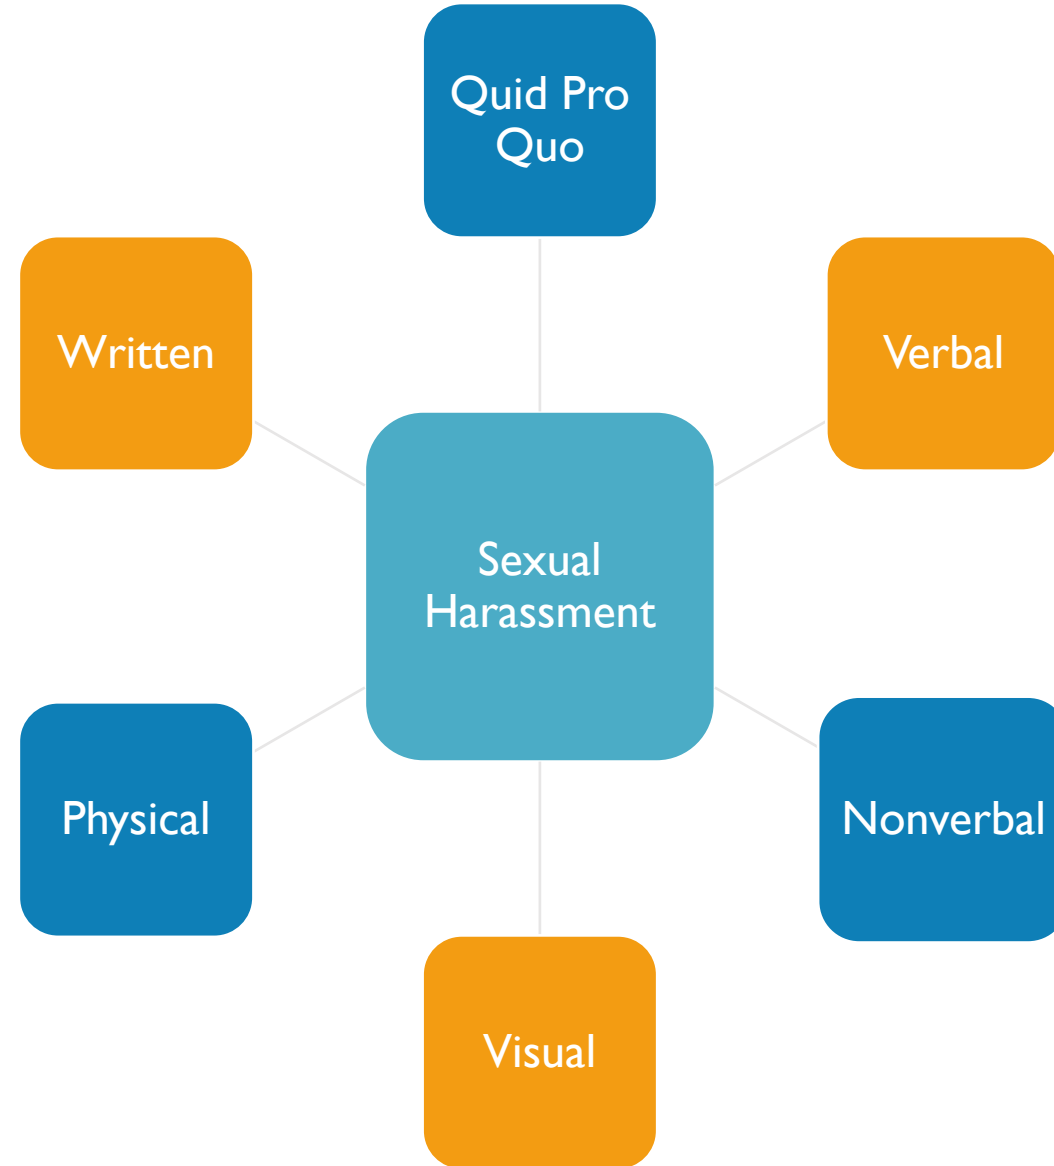 Quid Pro
Quo
Written
Verbal
Sexual
Harassment
Physical
Nonverbal
Visual